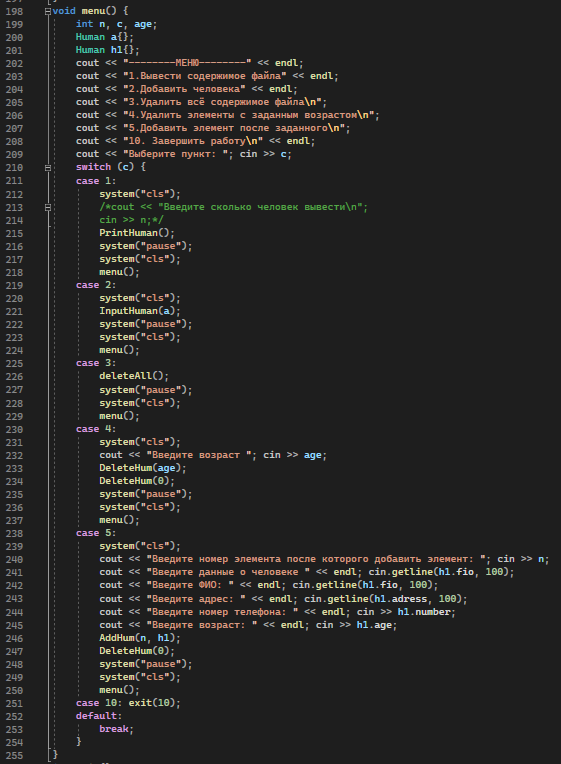 198 void menu() {
199 int n, c, age;
200 Human a{};
201 Human h1{};
202 cout << "--------МЕНЮ--------" << endl;
203 cout << "1.Вывести содержимое файла" << endl;
204 cout << "2.Добавить человека" << endl;
205 cout << "3.Удалить всё содержимое файла\n";
206 cout << "4.Удалить элементы с заданным возрастом\n";
207 cout << "5.Добавить элемент после заданного\n";
208 cout << "10. Завершить работу\n" << endl;
209 cout << "Выберите пункт: "; cin >> c;
210 switch (c) {
211 case 1:
212 system("cls");
213 /*cout << "Введите сколько человек вывести\n";
214 cin >> n;*/
215 PrintHuman();
216 system("pause");
217 system("cls");
218 menu();
219 case 2:
220 system("cls");
221 InputHuman(a);
222 system("pause");
223 system("cls");
224 menu();
225 case 3:
226 deleteAll();
227 system("pause");
228 system("cls");
229 menu();
230 case 4:
231 system("cls");
232 cout << "Введите возраст "; cin >> age;
233 DeleteHum(age);
234 DeleteHum(0);
235 system("pause");
236 system("cls");
237 menu();
238 case 5:
239 system("cls");
240 cout << "Введите номер элемента после которого добавить элемент: "; cin >> n;
241 cout << "Введите данные о человеке " << endl; cin.getline(h1.fio, 100);
242 cout << "Введите ФИО: " << endl; cin.getline(h1.fio, 100);
243 cout << "Введите адрес: " << endl; cin.getline(h1.adress, 100);
244 cout << "Введите номер телефона: " << endl; cin >> h1.number;
245 cout << "Введите возраст: " << endl; cin >> h1.age;
246 AddHum(n, h1);
247 DeleteHum(0);
248 system("pause");
249 system("cls");
250 menu();
251 case 10: exit(10);
252 default:
253 break;
254 }
255 }